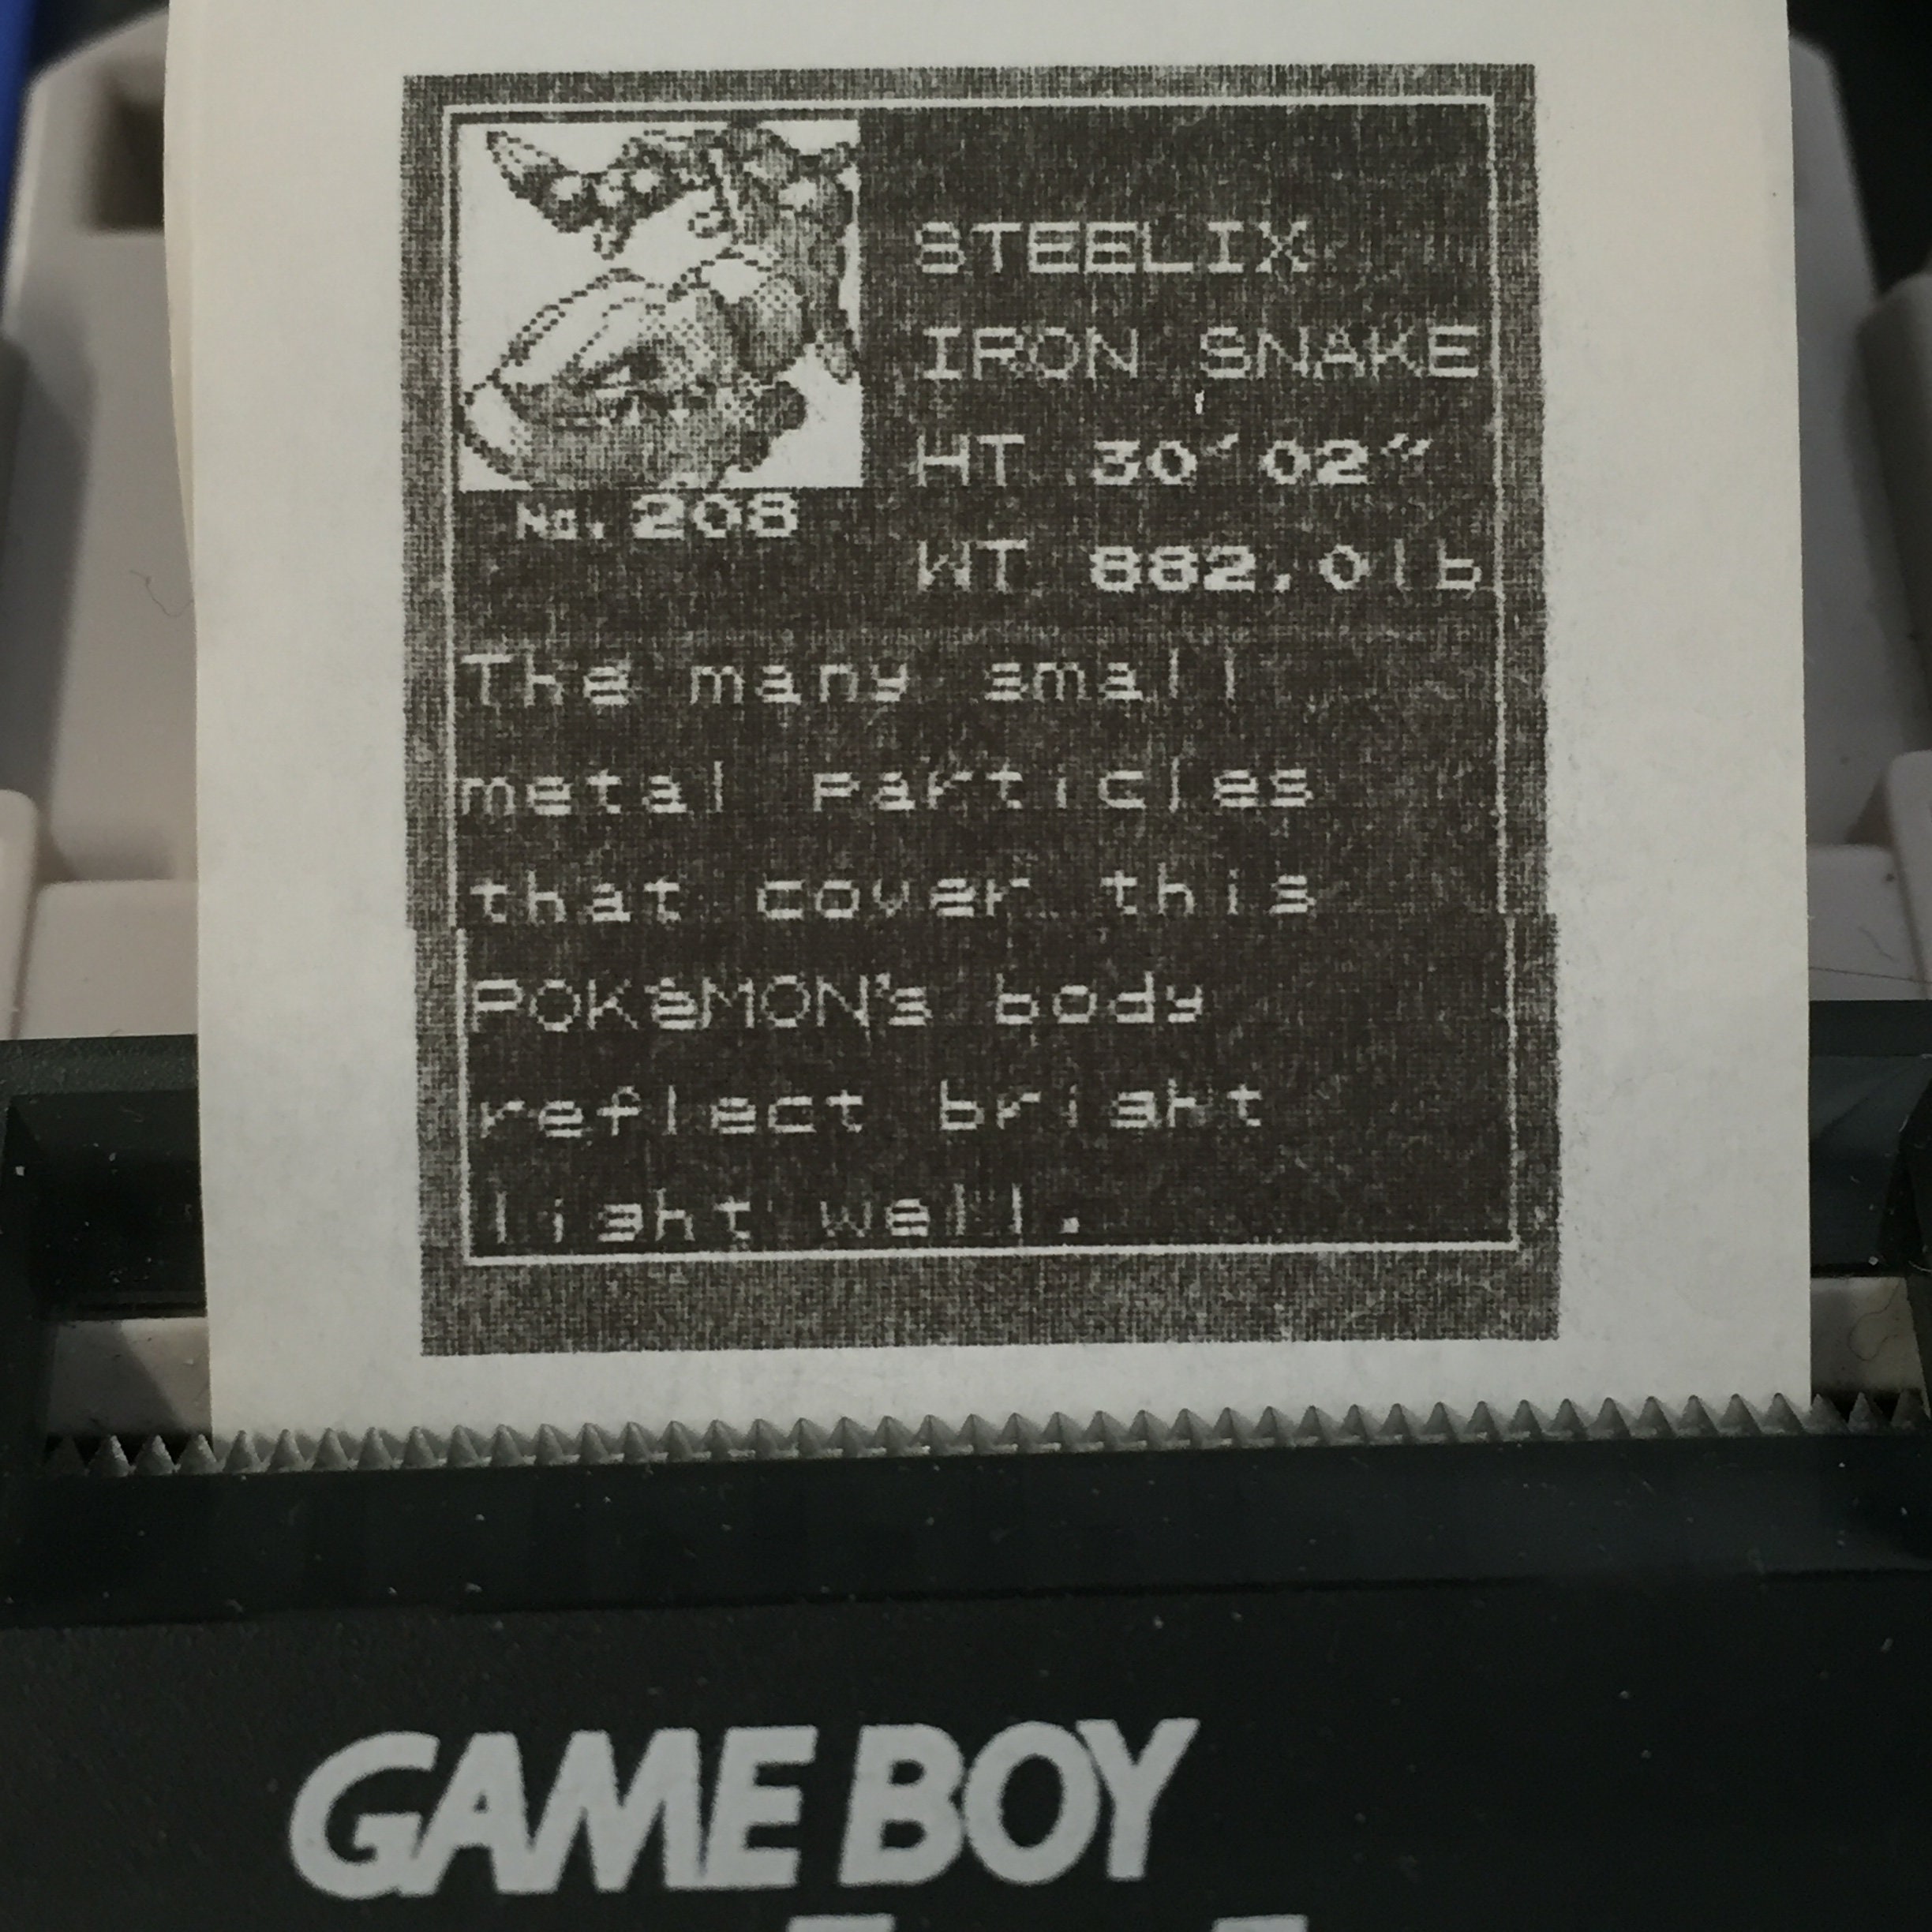 STEELIX
IRON SNAKE
HT 30′02″
No.208
WT 882.0lb
The many small
metal particles
that cover this
POKéMON's body
reflect bright
light well.
GAME BOY